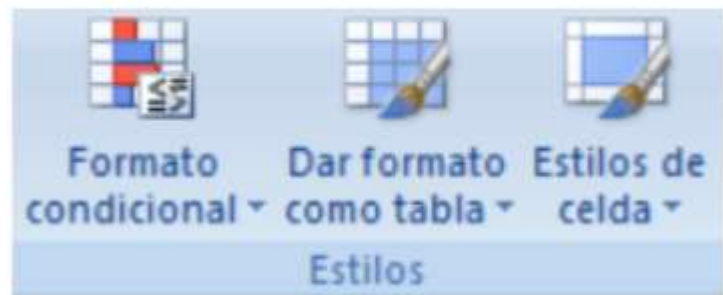 Formato
condicional
Dar formato
como tabla
Estilos de
celda
Estilos